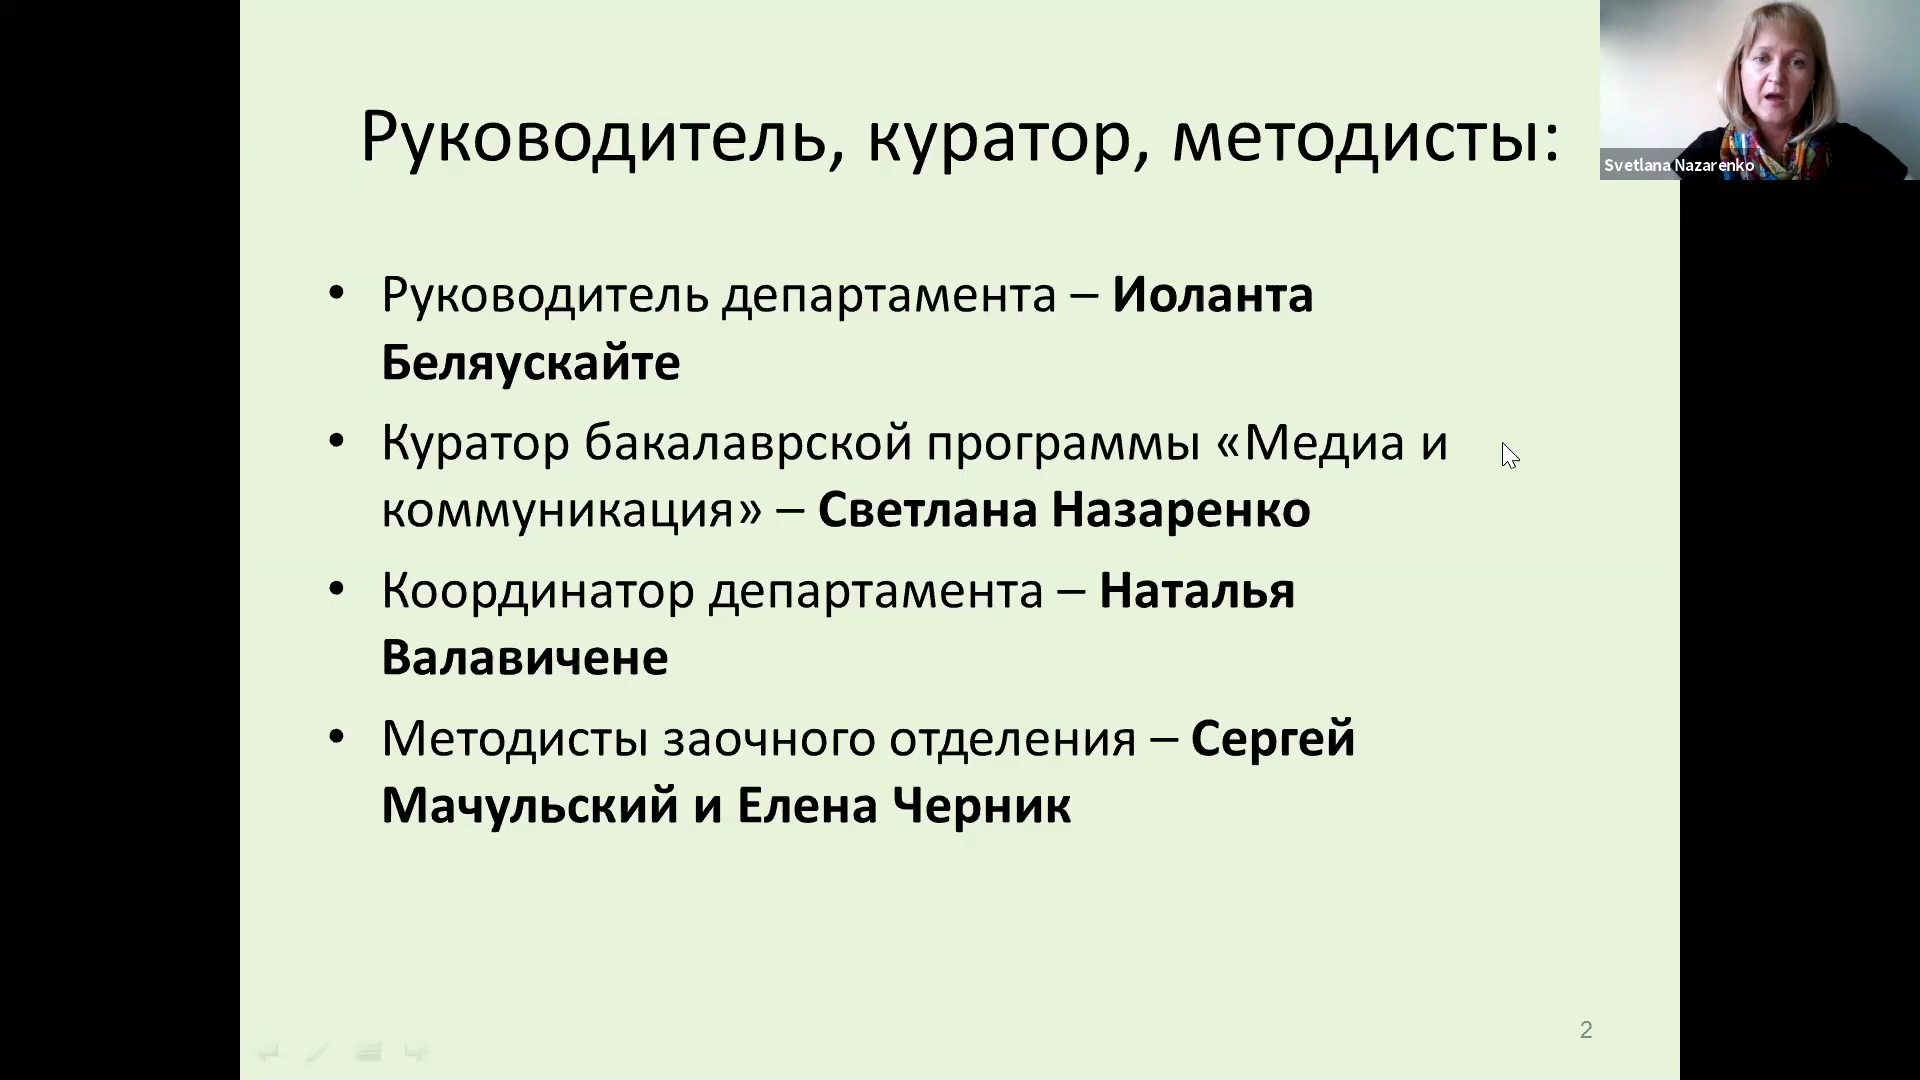 Руководитель, куратор, методисты:
Svetlana Nazarenko
• Руководитель департамента – Иоланта
Беляускайте
• Куратор бакалаврской программы «Медиа и
коммуникация» – Светлана Назаренко
• Координатор департамента – Наталья
Валавичене
• Методисты заочного отделения – Сергей
Мачульский и Елена Черник
2